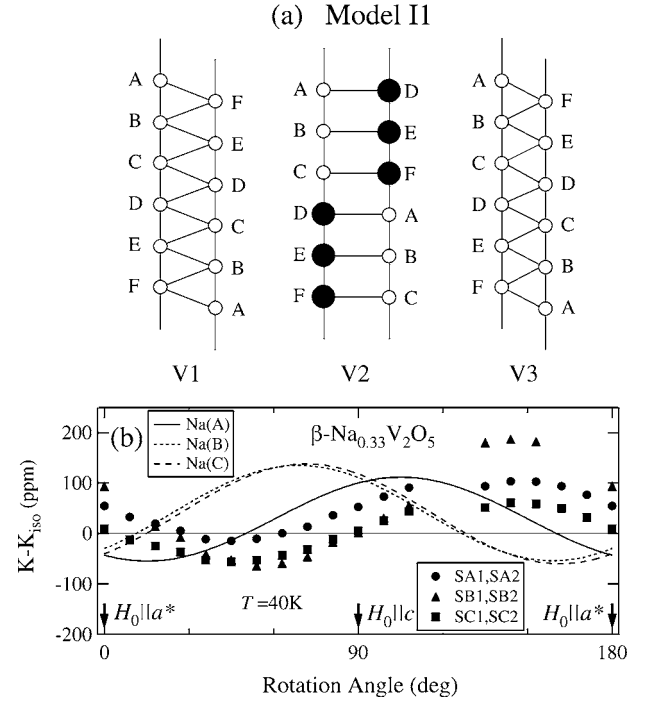 (a) Model I1
A F B E C D D C E B F A
A D B E C F D A E B F C
A F B E C D D C E B F A
V1 V2 V3
(b)
Na(A)
Na(B)
Na(C)
β-Na0.33V2O5
K-Kiso (ppm)
200
100
0
-100
-200
SA1,SA2
SB1,SB2
SC1,SC2
T =40K
H0||a* H0||c H0||a*
0 90 180
Rotation Angle (deg)